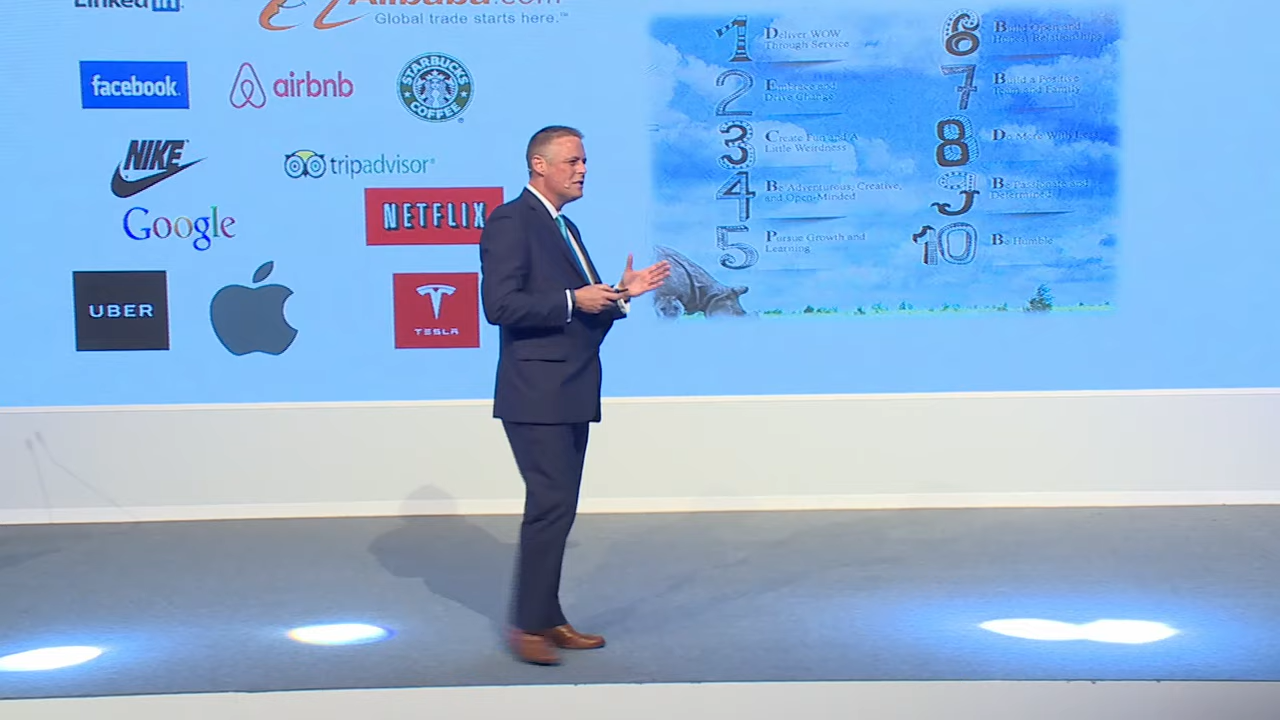 Linked in
Alibaba.com
Global trade starts here.™
facebook.
airbnb
STARBUCKS
COFFEE
NIKE
tripadvisor®
Google
NETFLIX
UBER
TESLA
1 Deliver WOW
Through Service
2 Embrace and
Drive Change
3 Create Fun and A
Little Weirdness
4 Be Adventurous, Creative,
and Open-Minded
5 Pursue Growth and
Learning
6 Build Open and
Honest Relationships
7 Build a Positive
Team and Family
8 Do More With Less
9 Be Passionate and
Determined
10 Be Humble